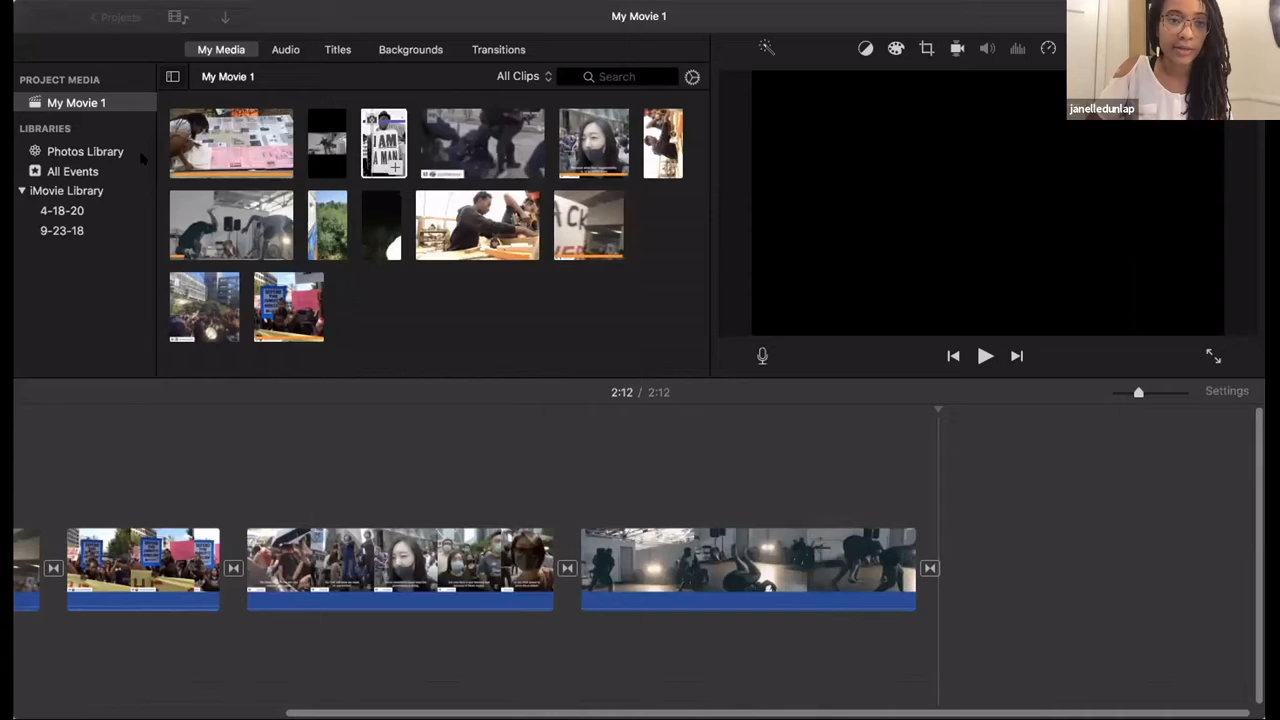 Projects
My Movie 1
My Media Audio Titles Backgrounds Transitions
PROJECT MEDIA
My Movie 1
LIBRARIES
Photos Library
All Events
iMovie Library
4-18-20
9-23-18
My Movie 1 All Clips Search
I AM
A MAN
ACK
janelledunlap
2:12 / 2:12 Settings